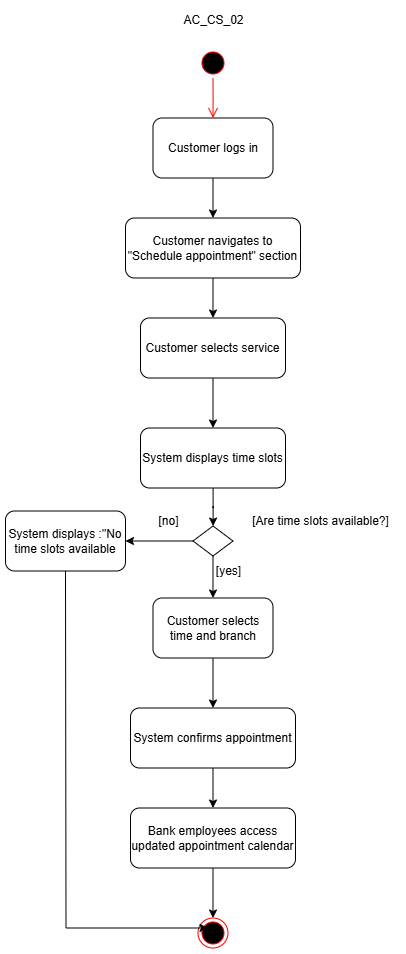 AC_CS_02
Customer logs in
Customer navigates to
"Schedule appointment" section
Customer selects service
System displays time slots
[no]
[Are time slots available?]
System displays :"No
time slots available
[yes]
Customer selects
time and branch
System confirms appointment
Bank employees access
updated appointment calendar